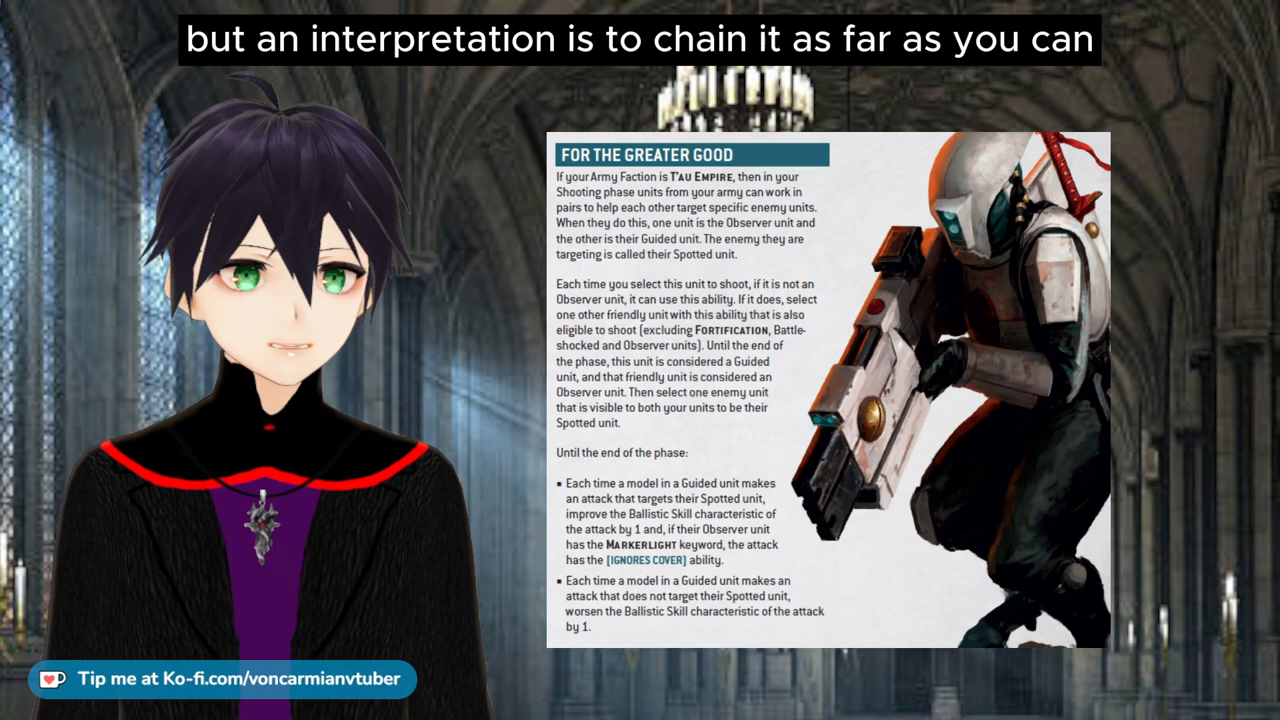 but an interpretation is to chain it as far as you can
FOR THE GREATER GOOD
If your Army Faction is T'AU EMPIRE, then in your
Shooting phase units from your army can work in
pairs to help each other target specific enemy units.
When they do this, one unit is the Observer unit and
the other is their Guided unit. The enemy they are
targeting is called their Spotted unit.
Each time you select this unit to shoot, if it is not an
Observer unit, it can use this ability. If it does, select
one other friendly unit with this ability that is also
eligible to shoot (excluding FORTIFICATION, Battle-
shocked and Observer units). Until the end of
the phase, this unit is considered a Guided
unit, and that friendly unit is considered an
Observer unit. Then select one enemy unit
that is visible to both your units to be their
Spotted unit.
Until the end of the phase:
▪ Each time a model in a Guided unit makes
an attack that targets their Spotted unit,
improve the Ballistic Skill characteristic of
the attack by 1 and, if their Observer unit
has the MARKERLIGHT keyword, the attack
has the [IGNORES COVER] ability.
▪ Each time a model in a Guided unit makes an
attack that does not target their Spotted unit,
worsen the Ballistic Skill characteristic of the attack
by 1.
Tip me at Ko-fi.com/voncarmianvtuber